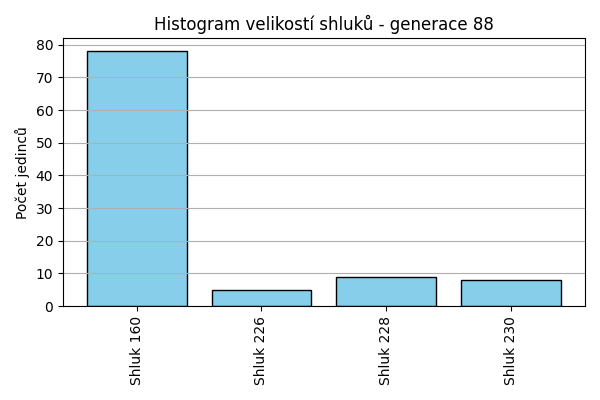 Histogram velikostí shluků - generace 88
Počet jedinců
80
70
60
50
40
30
20
10
0
Shluk 160
Shluk 226
Shluk 228
Shluk 230